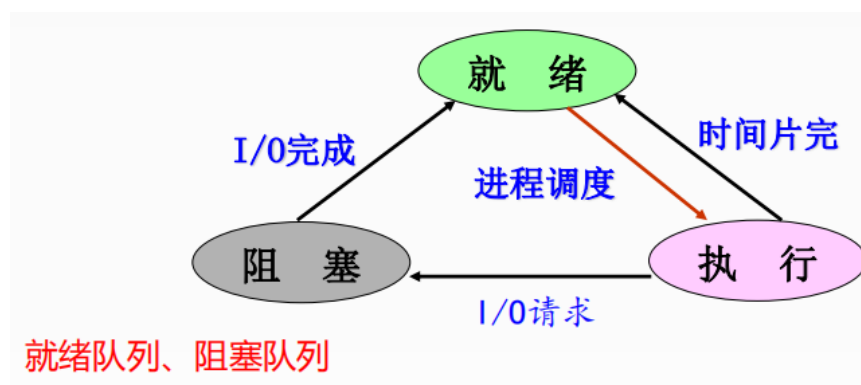 就 绪
I/O完成
时间片完
进程调度
阻 塞
执 行
I/O请求
就绪队列、阻塞队列